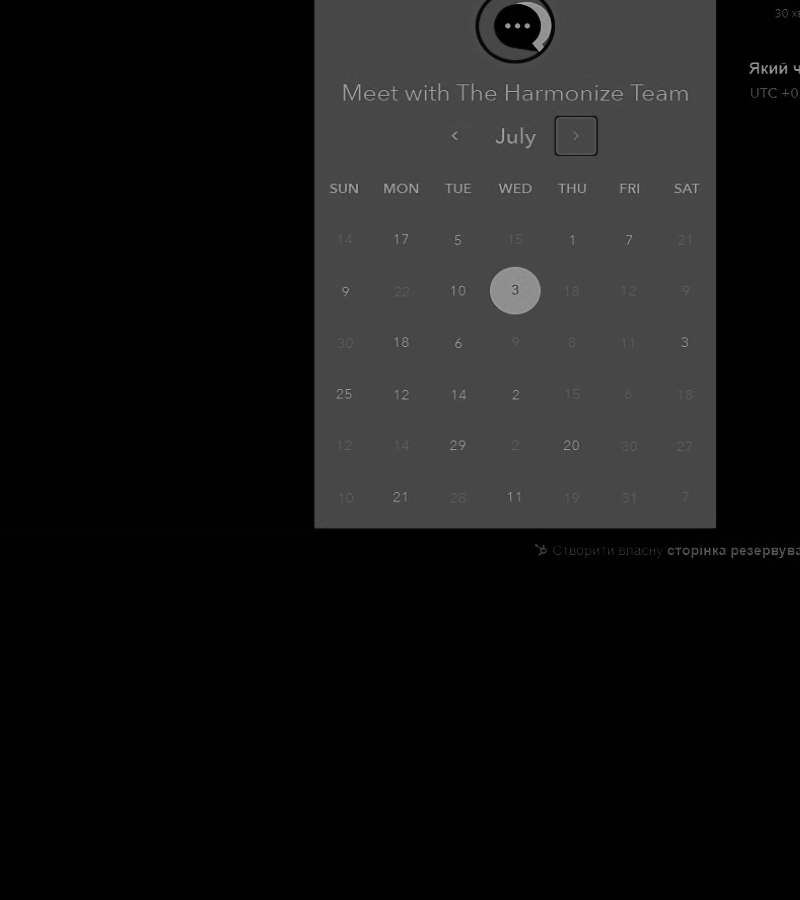 30 хв
Meet with The Harmonize Team
Який ч
UTC +0
July
SUN MON TUE WED THU FRI SAT
14 17 5 15 1 7 21
9 22 10 3 18 12 9
30 18 6 9 8 11 3
25 12 14 2 15 6 18
12 14 29 2 20 30 27
10 21 28 11 19 31 7
Створити власну сторінка резервува